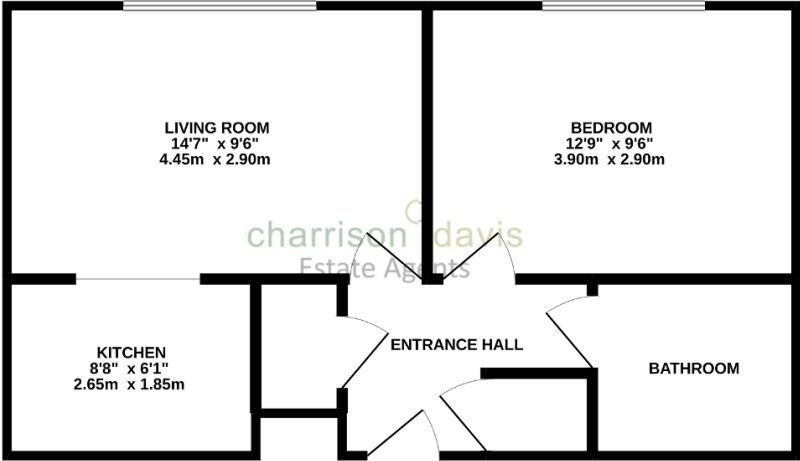 LIVING ROOM
14'7" x 9'6"
4.45m x 2.90m
BEDROOM
12'9" x 9'6"
3.90m x 2.90m
charrison davis
Estate Agents
KITCHEN
8'8" x 6'1"
2.65m x 1.85m
ENTRANCE HALL
BATHROOM